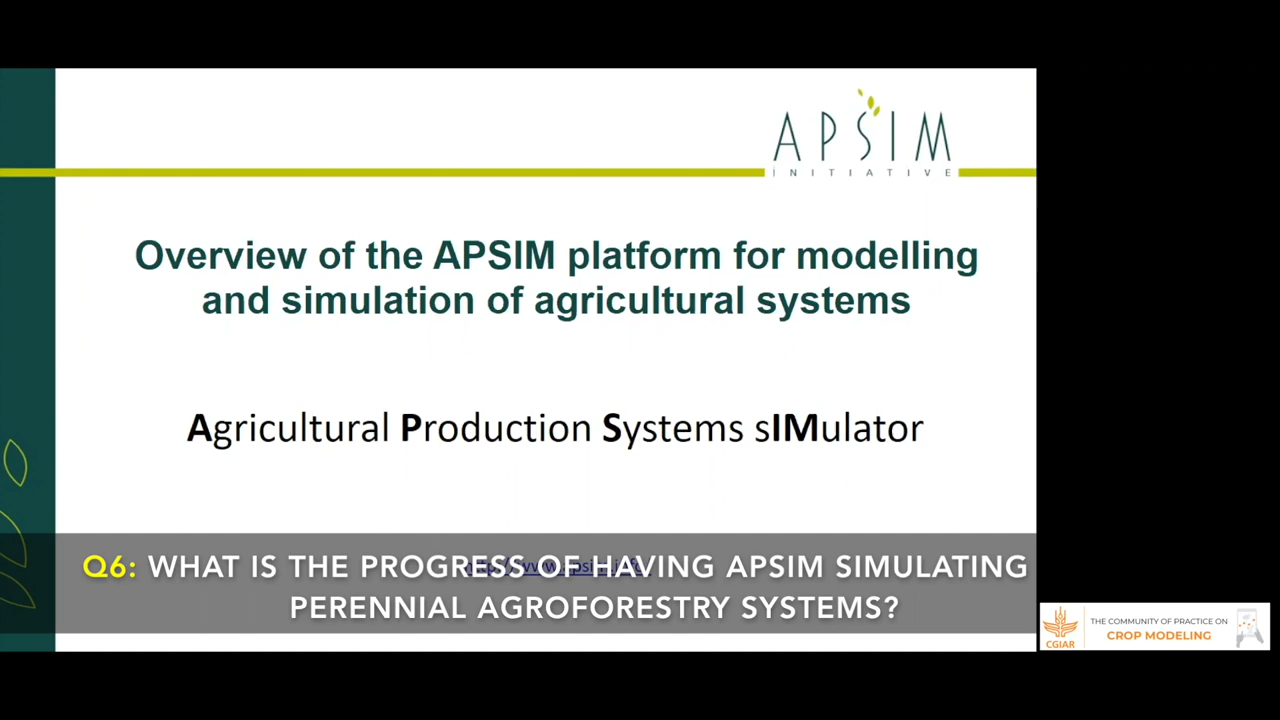 APSIM
INITIATIVE
Overview of the APSIM platform for modelling
and simulation of agricultural systems
Agricultural Production Systems sIMulator
Q6: WHAT IS THE PROGRESS OF HAVING APSIM SIMULATING
PERENNIAL AGROFORESTRY SYSTEMS?
CGIAR
THE COMMUNITY OF PRACTICE ON
CROP MODELING